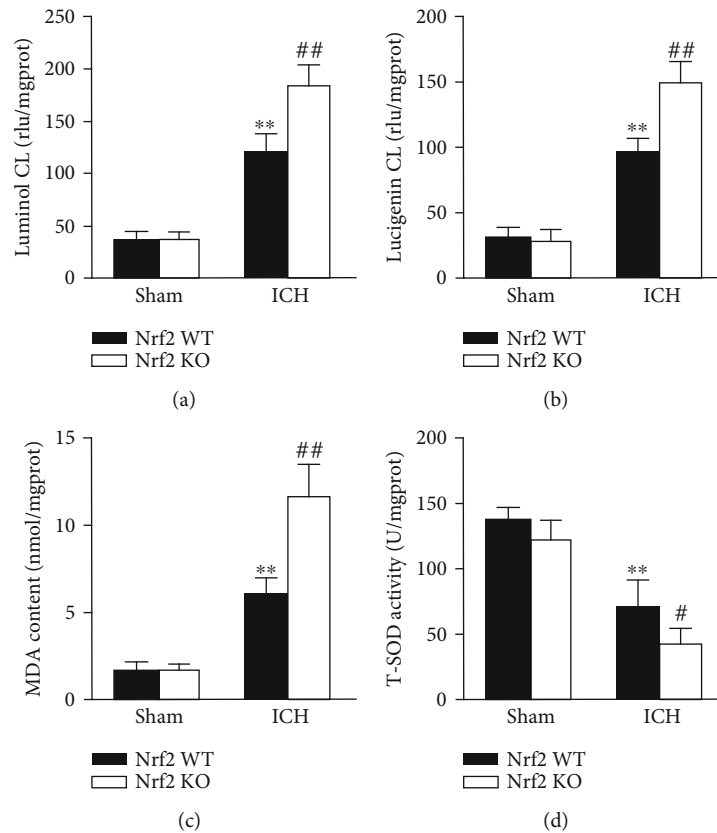 Luminol CL (rlu/mgprot)
250
200
150
100
50
0
**
##
Sham
ICH
Nrf2 WT
Nrf2 KO
(a)
Lucigenin CL (rlu/mgprot)
200
150
100
50
0
**
##
Sham
ICH
Nrf2 WT
Nrf2 KO
(b)
MDA content (nmol/mgprot)
15
10
5
0
**
##
Sham
ICH
Nrf2 WT
Nrf2 KO
(c)
T-SOD activity (U/mgprot)
200
150
100
50
0
**
#
Sham
ICH
Nrf2 WT
Nrf2 KO
(d)